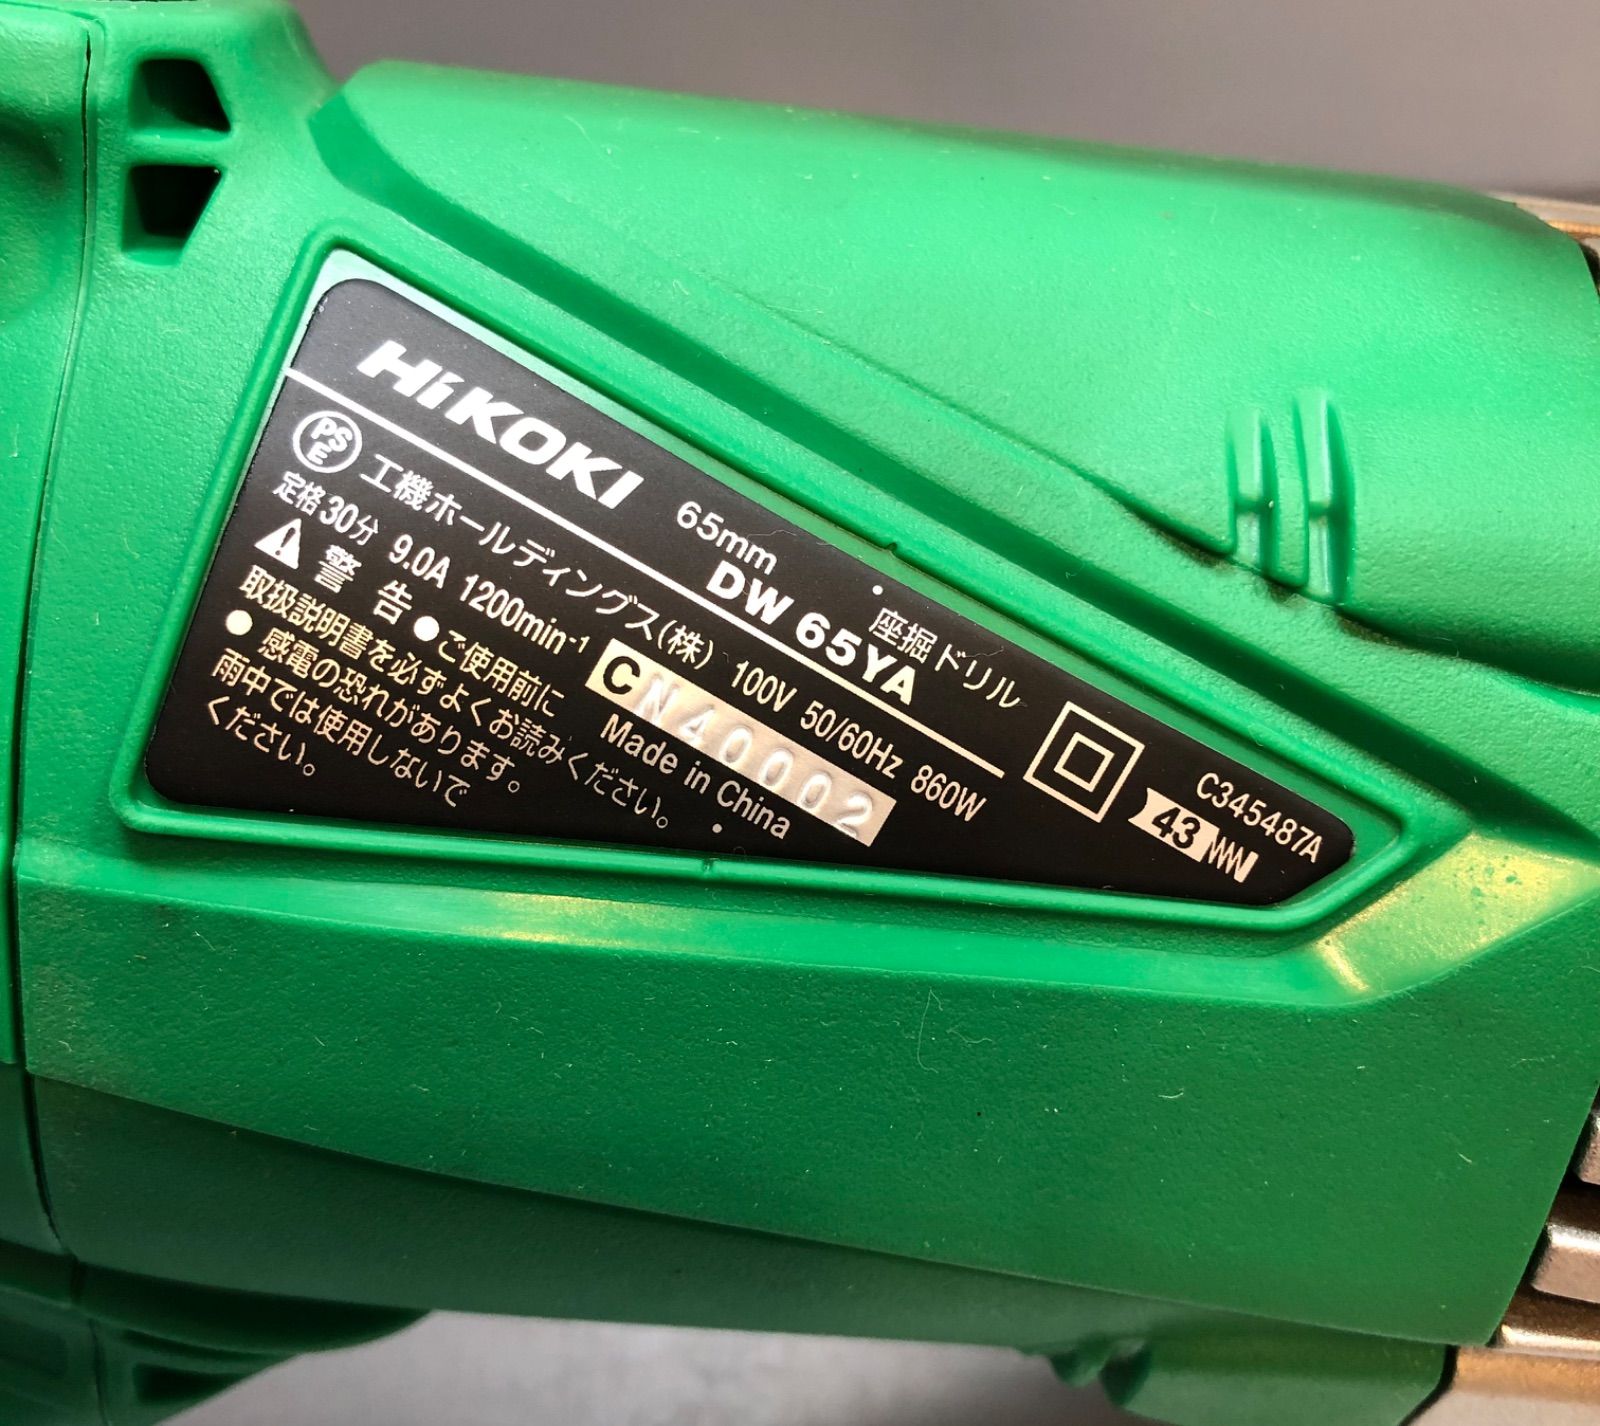 HiKOKI 65mm 座掘ドリル
DW 65YA
C345487A
PSE 工機ホールディングス(株) 100V 50/60Hz 860W
43
定格30分 9.0A 1200min⁻¹ CN40002
警告 ●ご使用前に
Made in China
取扱説明書を必ずよくお読みください。
● 感電の恐れがあります。
雨中では使用しないで
ください。